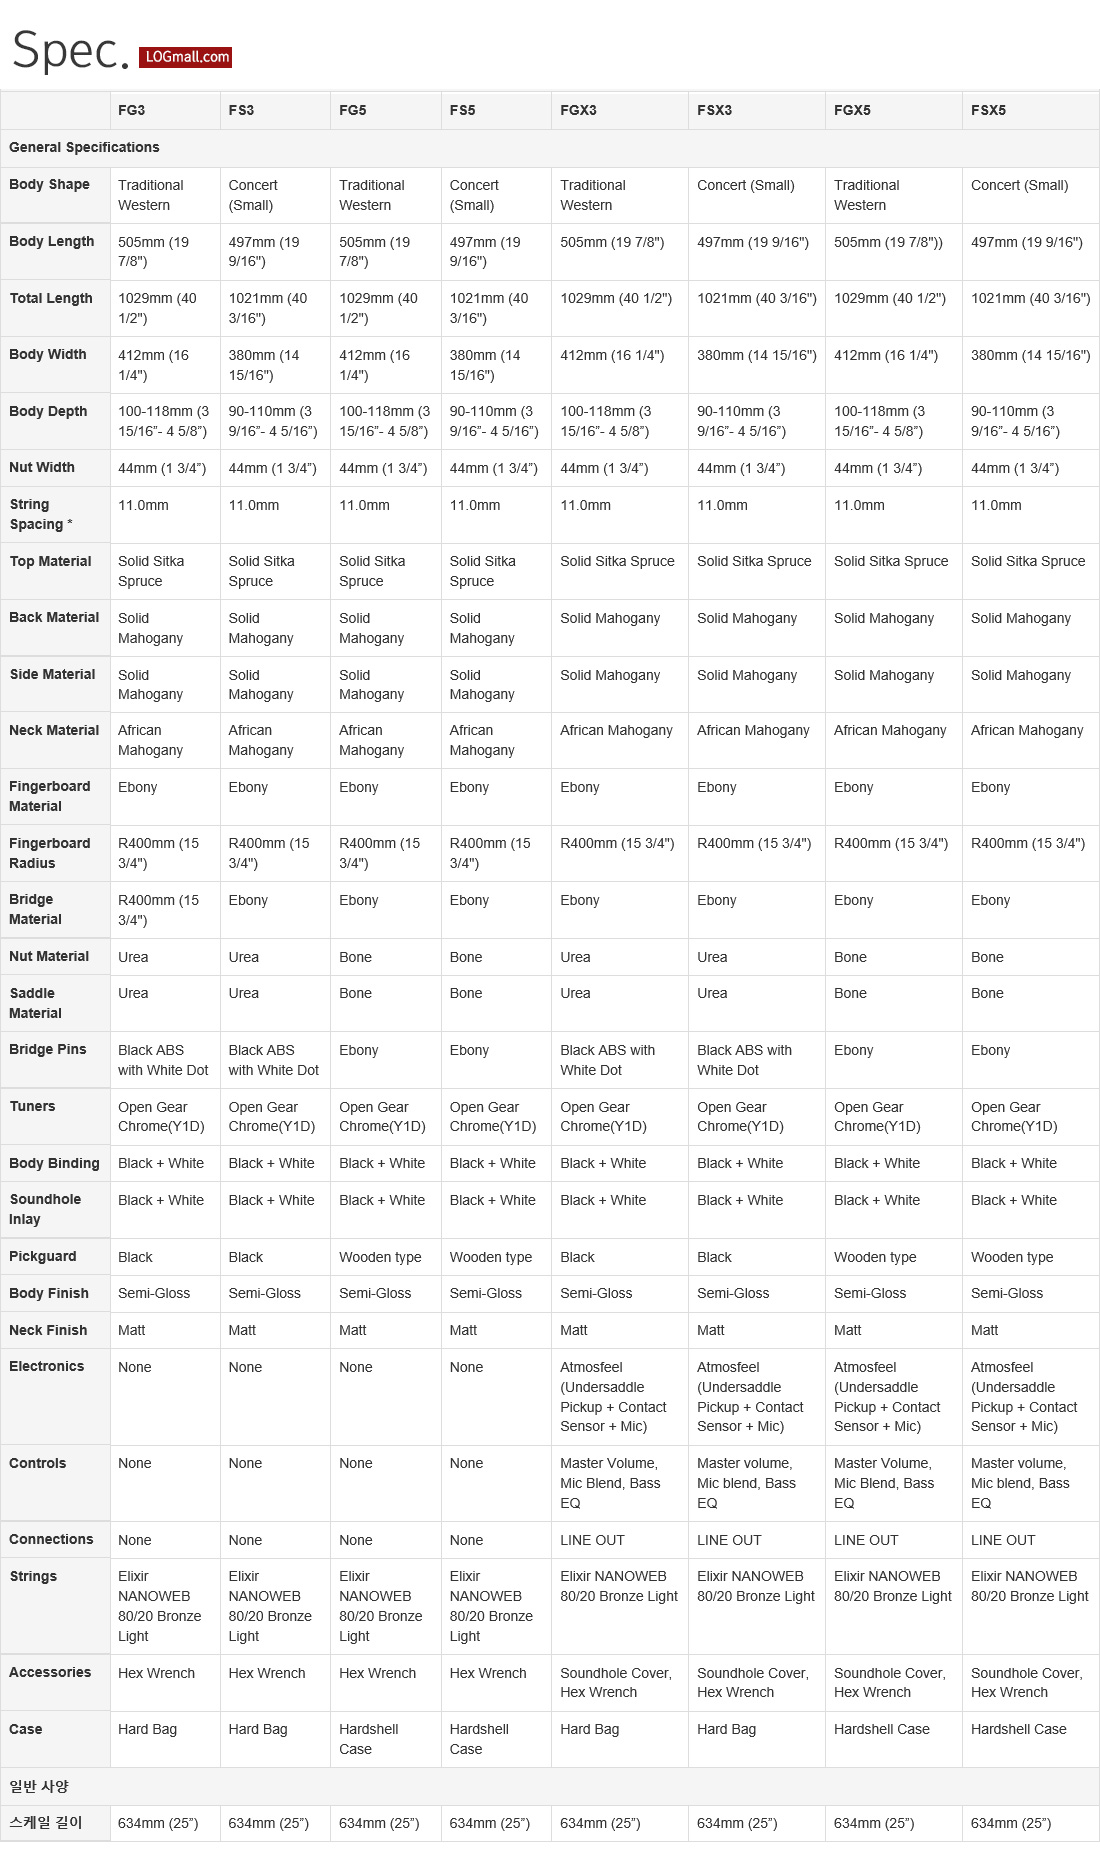 Spec. LOGmall.com
FG3 FS3 FG5 FS5 FGX3 FSX3 FGX5 FSX5
General Specifications
Body Shape Traditional Concert Traditional Concert Traditional Concert (Small) Traditional Concert (Small)
Western (Small) Western (Small) Western Western
Body Length 505mm (19 497mm (19 505mm (19 497mm (19 505mm (19 7/8") 497mm (19 9/16") 505mm (19 7/8")) 497mm (19 9/16")
7/8") 9/16") 7/8") 9/16")
Total Length 1029mm (40 1021mm (40 1029mm (40 1021mm (40 1029mm (40 1/2") 1021mm (40 3/16") 1029mm (40 1/2") 1021mm (40 3/16")
1/2") 3/16") 1/2") 3/16")
Body Width 412mm (16 380mm (14 412mm (16 380mm (14 412mm (16 1/4") 380mm (14 15/16") 412mm (16 1/4") 380mm (14 15/16")
1/4") 15/16") 1/4") 15/16")
Body Depth 100-118mm (3 90-110mm (3 100-118mm (3 90-110mm (3 100-118mm (3 90-110mm (3 100-118mm (3 90-110mm (3
15/16”- 4 5/8”) 9/16”- 4 5/16”) 15/16”- 4 5/8”) 9/16”- 4 5/16”) 15/16”- 4 5/8”) 9/16”- 4 5/16”) 15/16”- 4 5/8”) 9/16”- 4 5/16”)
Nut Width 44mm (1 3/4”) 44mm (1 3/4”) 44mm (1 3/4”) 44mm (1 3/4”) 44mm (1 3/4”) 44mm (1 3/4”) 44mm (1 3/4”) 44mm (1 3/4”)
String 11.0mm 11.0mm 11.0mm 11.0mm 11.0mm 11.0mm 11.0mm 11.0mm
Spacing *
Top Material Solid Sitka Solid Sitka Solid Sitka Solid Sitka Solid Sitka Spruce Solid Sitka Spruce Solid Sitka Spruce Solid Sitka Spruce
Spruce Spruce Spruce Spruce
Back Material Solid Solid Solid Solid Solid Mahogany Solid Mahogany Solid Mahogany Solid Mahogany
Mahogany Mahogany Mahogany Mahogany
Side Material Solid Solid Solid Solid Solid Mahogany Solid Mahogany Solid Mahogany Solid Mahogany
Mahogany Mahogany Mahogany Mahogany
Neck Material African African African African African Mahogany African Mahogany African Mahogany African Mahogany
Mahogany Mahogany Mahogany Mahogany
Fingerboard Ebony Ebony Ebony Ebony Ebony Ebony Ebony Ebony
Material
Fingerboard R400mm (15 R400mm (15 R400mm (15 R400mm (15 R400mm (15 3/4") R400mm (15 3/4") R400mm (15 3/4") R400mm (15 3/4")
Radius 3/4") 3/4") 3/4") 3/4")
Bridge R400mm (15 Ebony Ebony Ebony Ebony Ebony Ebony Ebony
Material 3/4")
Nut Material Urea Urea Bone Bone Urea Urea Bone Bone
Saddle Urea Urea Bone Bone Urea Urea Bone Bone
Material
Bridge Pins Black ABS Black ABS Ebony Ebony Black ABS with Black ABS with Ebony Ebony
with White Dot with White Dot White Dot White Dot
Tuners Open Gear Open Gear Open Gear Open Gear Open Gear Open Gear Open Gear Open Gear
Chrome(Y1D) Chrome(Y1D) Chrome(Y1D) Chrome(Y1D) Chrome(Y1D) Chrome(Y1D) Chrome(Y1D) Chrome(Y1D)
Body Binding Black + White Black + White Black + White Black + White Black + White Black + White Black + White Black + White
Soundhole Black + White Black + White Black + White Black + White Black + White Black + White Black + White Black + White
Inlay
Pickguard Black Black Wooden type Wooden type Black Black Wooden type Wooden type
Body Finish Semi-Gloss Semi-Gloss Semi-Gloss Semi-Gloss Semi-Gloss Semi-Gloss Semi-Gloss Semi-Gloss
Neck Finish Matt Matt Matt Matt Matt Matt Matt Matt
Electronics None None None None Atmosfeel Atmosfeel Atmosfeel Atmosfeel
(Undersaddle (Undersaddle (Undersaddle (Undersaddle
Pickup + Contact Pickup + Contact Pickup + Contact Pickup + Contact
Sensor + Mic) Sensor + Mic) Sensor + Mic) Sensor + Mic)
Controls None None None None Master Volume, Master volume, Master Volume, Master volume,
Mic Blend, Bass Mic blend, Bass Mic Blend, Bass Mic blend, Bass
EQ EQ EQ EQ
Connections None None None None LINE OUT LINE OUT LINE OUT LINE OUT
Strings Elixir Elixir Elixir Elixir Elixir NANOWEB Elixir NANOWEB Elixir NANOWEB Elixir NANOWEB
NANOWEB NANOWEB NANOWEB NANOWEB 80/20 Bronze Light 80/20 Bronze Light 80/20 Bronze Light 80/20 Bronze Light
80/20 Bronze 80/20 Bronze 80/20 Bronze 80/20 Bronze
Light Light Light Light
Accessories Hex Wrench Hex Wrench Hex Wrench Hex Wrench Soundhole Cover, Soundhole Cover, Soundhole Cover, Soundhole Cover,
Hex Wrench Hex Wrench Hex Wrench Hex Wrench
Case Hard Bag Hard Bag Hardshell Hardshell Hard Bag Hard Bag Hardshell Case Hardshell Case
Case Case
일반 사양
스케일 길이 634mm (25”) 634mm (25”) 634mm (25”) 634mm (25”) 634mm (25”) 634mm (25”) 634mm (25”) 634mm (25”)